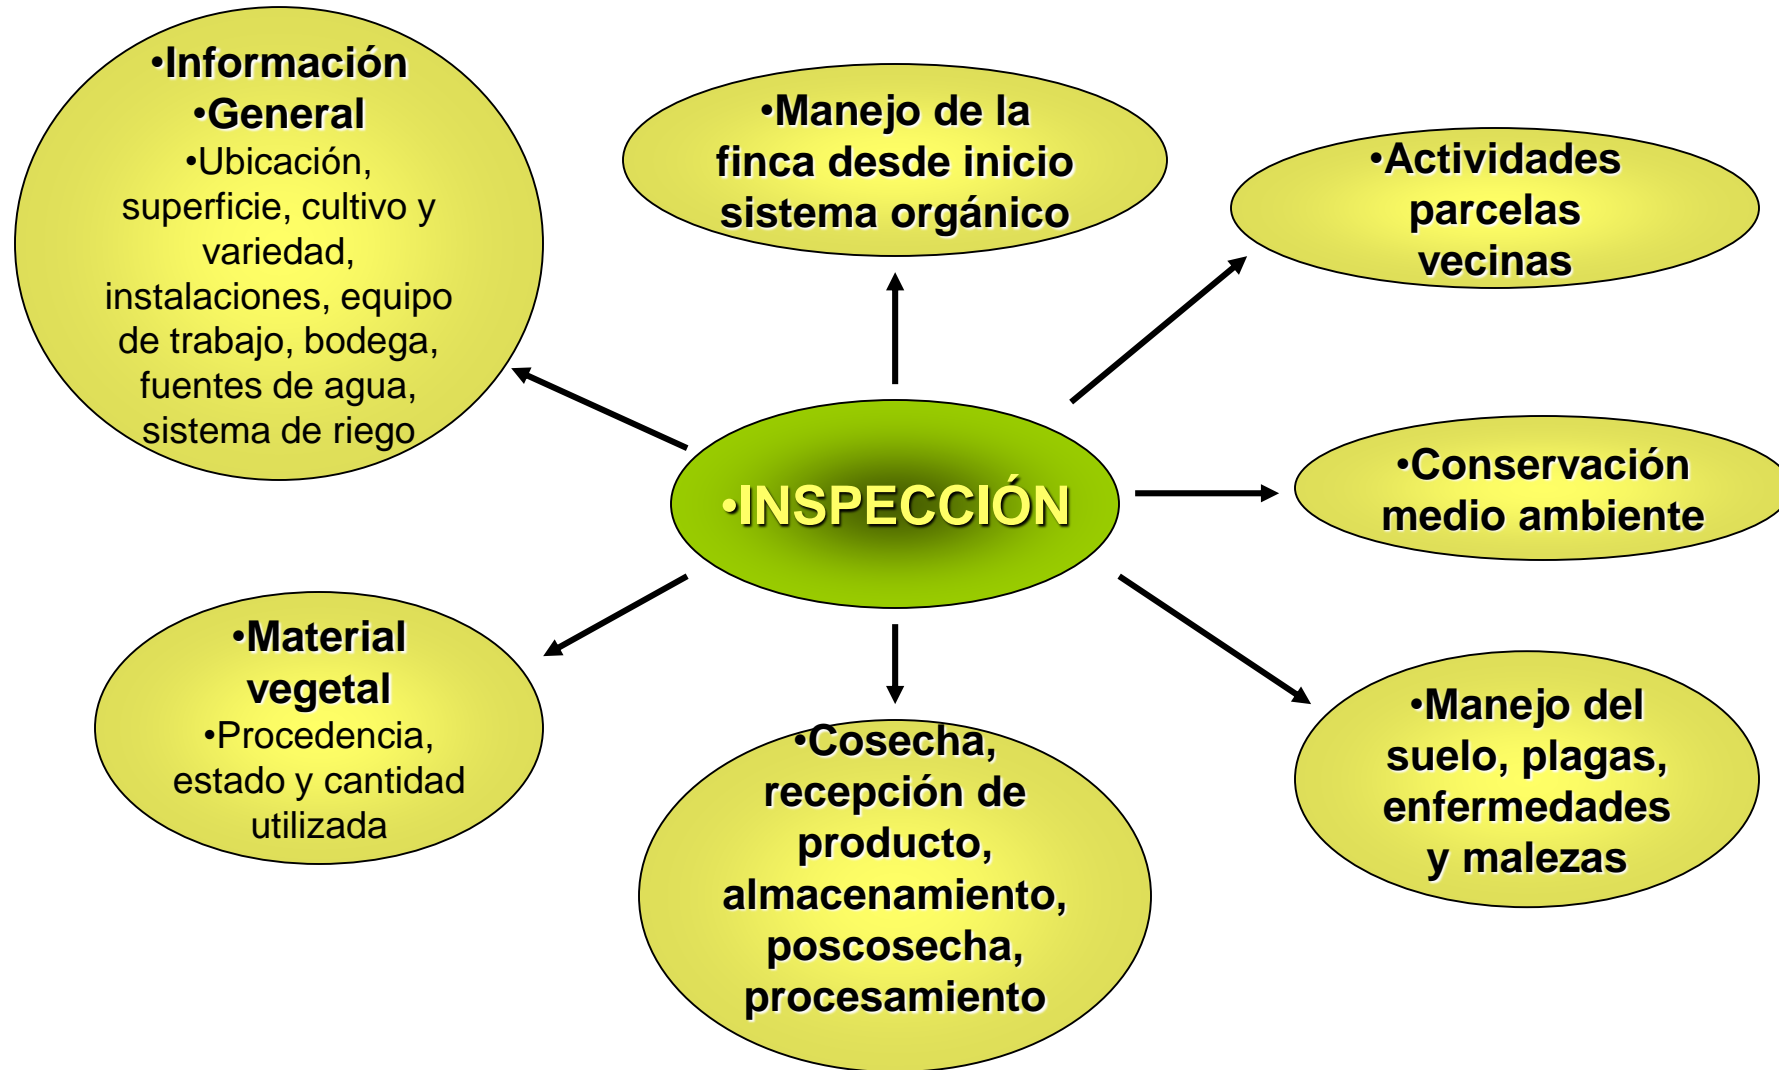 •Información
•General
•Ubicación,
superficie, cultivo y
variedad,
instalaciones, equipo
de trabajo, bodega,
fuentes de agua,
sistema de riego
•Manejo de la
finca desde inicio
sistema orgánico
•Actividades
parcelas
vecinas
•INSPECCIÓN
•Conservación
medio ambiente
•Material
vegetal
•Procedencia,
estado y cantidad
utilizada
•Cosecha,
recepción de
producto,
almacenamiento,
poscosecha,
procesamiento
•Manejo del
suelo, plagas,
enfermedades
y malezas